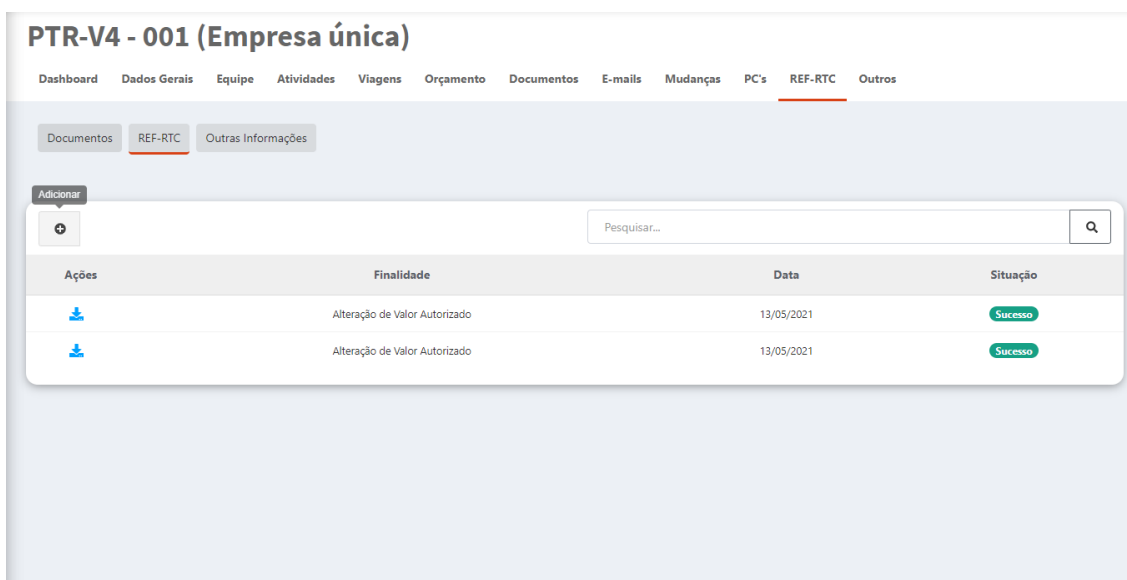 PTR-V4 - 001 (Empresa única)
Dashboard Dados Gerais Equipe Atividades Viagens Orçamento Documentos E-mails Mudanças PC's REF-RTC Outros
Documentos REF-RTC Outras Informações
Adicionar
Pesquisar...
Ações Finalidade Data Situação
Alteração de Valor Autorizado 13/05/2021 Sucesso
Alteração de Valor Autorizado 13/05/2021 Sucesso